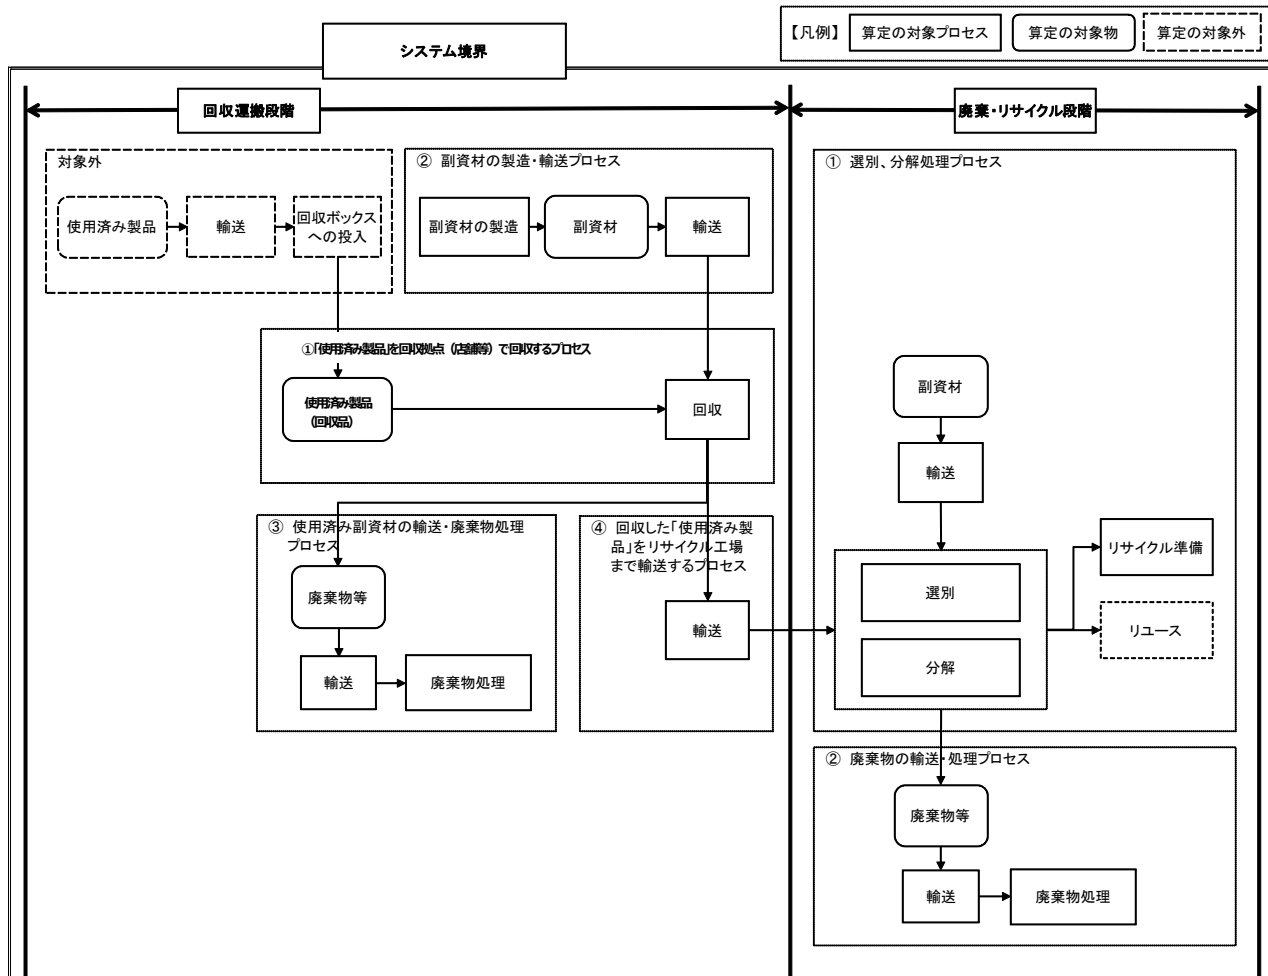 【凡例】
算定の対象プロセス
算定の対象物
算定の対象外
システム境界
回収運搬段階
廃棄・リサイクル段階
対象外
使用済み製品
輸送
回収ボックス
への投入
② 副資材の製造・輸送プロセス
副資材の製造
副資材
輸送
①「使用済み製品」を回収拠点（店舗等）で回収するプロセス
使用済み製品
（回収品）
回収
③ 使用済み副資材の輸送・廃棄物処理
プロセス
廃棄物等
輸送
廃棄物処理
④ 回収した「使用済み製
品」をリサイクル工場
まで輸送するプロセス
輸送
① 選別、分解処理プロセス
副資材
輸送
選別
分解
リサイクル準備
リユース
② 廃棄物の輸送・処理プロセス
廃棄物等
輸送
廃棄物処理